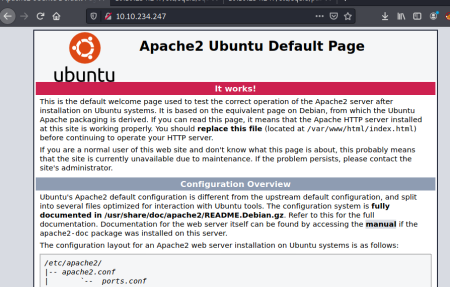 10.10.234.247
Apache2 Ubuntu Default Page
ubuntu
It works!
This is the default welcome page used to test the correct operation of the Apache2 server after
installation on Ubuntu systems. It is based on the equivalent page on Debian, from which the Ubuntu
Apache packaging is derived. If you can read this page, it means that the Apache HTTP server installed
at this site is working properly. You should replace this file (located at /var/www/html/index.html)
before continuing to operate your HTTP server.
If you are a normal user of this web site and don't know what this page is about, this probably means
that the site is currently unavailable due to maintenance. If the problem persists, please contact the
site's administrator.
Configuration Overview
Ubuntu's Apache2 default configuration is different from the upstream default configuration, and split
into several files optimized for interaction with Ubuntu tools. The configuration system is fully
documented in /usr/share/doc/apache2/README.Debian.gz. Refer to this for the full
documentation. Documentation for the web server itself can be found by accessing the manual if the
apache2-doc package was installed on this server.
The configuration layout for an Apache2 web server installation on Ubuntu systems is as follows:
/etc/apache2/
|-- apache2.conf
|       `--  ports.conf